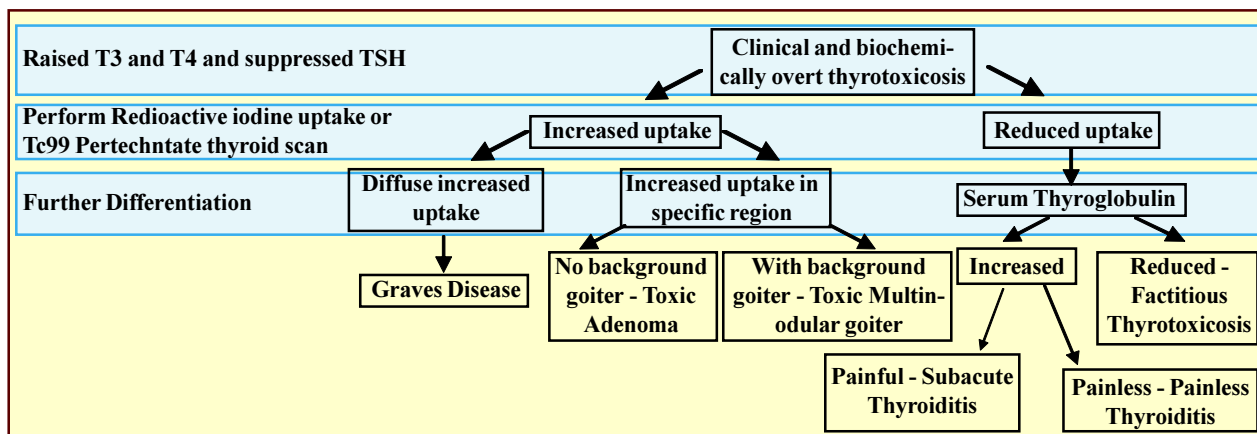 Raised T3 and T4 and suppressed TSH
Clinical and biochemi-
cally overt thyrotoxicosis
Perform Redioactive iodine uptake or
Tc99 Pertechntate thyroid scan
Increased uptake
Reduced uptake
Further Differentiation
Diffuse increased
uptake
Increased uptake in
specific region
Serum Thyroglobulin
Graves Disease
No background
goiter - Toxic
Adenoma
With background
goiter - Toxic Multin-
odular goiter
Increased
Reduced -
Factitious
Thyrotoxicosis
Painful - Subacute
Thyroiditis
Painless - Painless
Thyroiditis